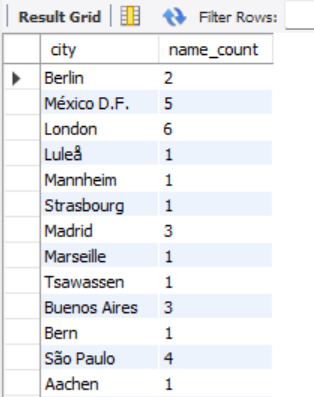 Result Grid Filter Rows:
city name_count
Berlin 2
México D.F. 5
London 6
Luleå 1
Mannheim 1
Strasbourg 1
Madrid 3
Marseille 1
Tsawassen 1
Buenos Aires 3
Bern 1
São Paulo 4
Aachen 1